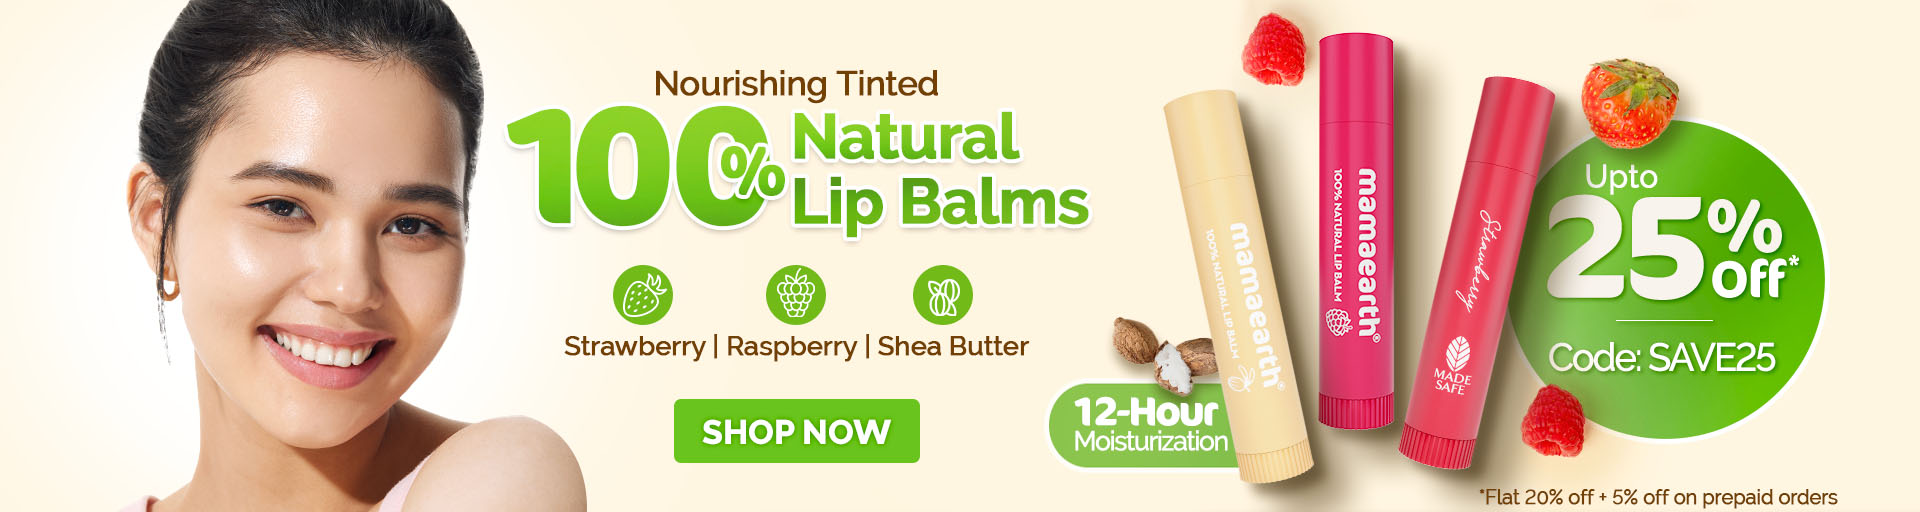 Nourishing Tinted
100% Natural
Lip Balms
Strawberry | Raspberry | Shea Butter
SHOP NOW
mamaearth®
100% NATURAL LIP BALM
mamaearth®
100% NATURAL LIP BALM
Strawberry
MADE
SAFE™
12-Hour
Moisturization
Upto
25%
OFF*
Code: SAVE25
*Flat 20% off + 5% off on prepaid orders